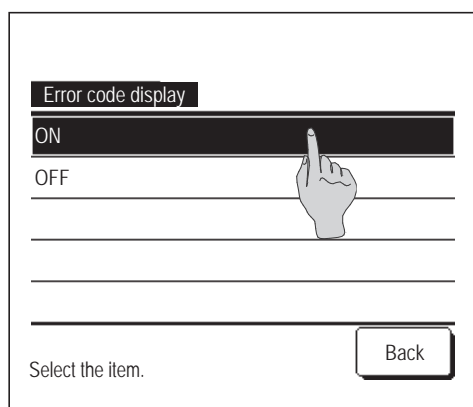 Error code display
ON
OFF
Select the item.
Back